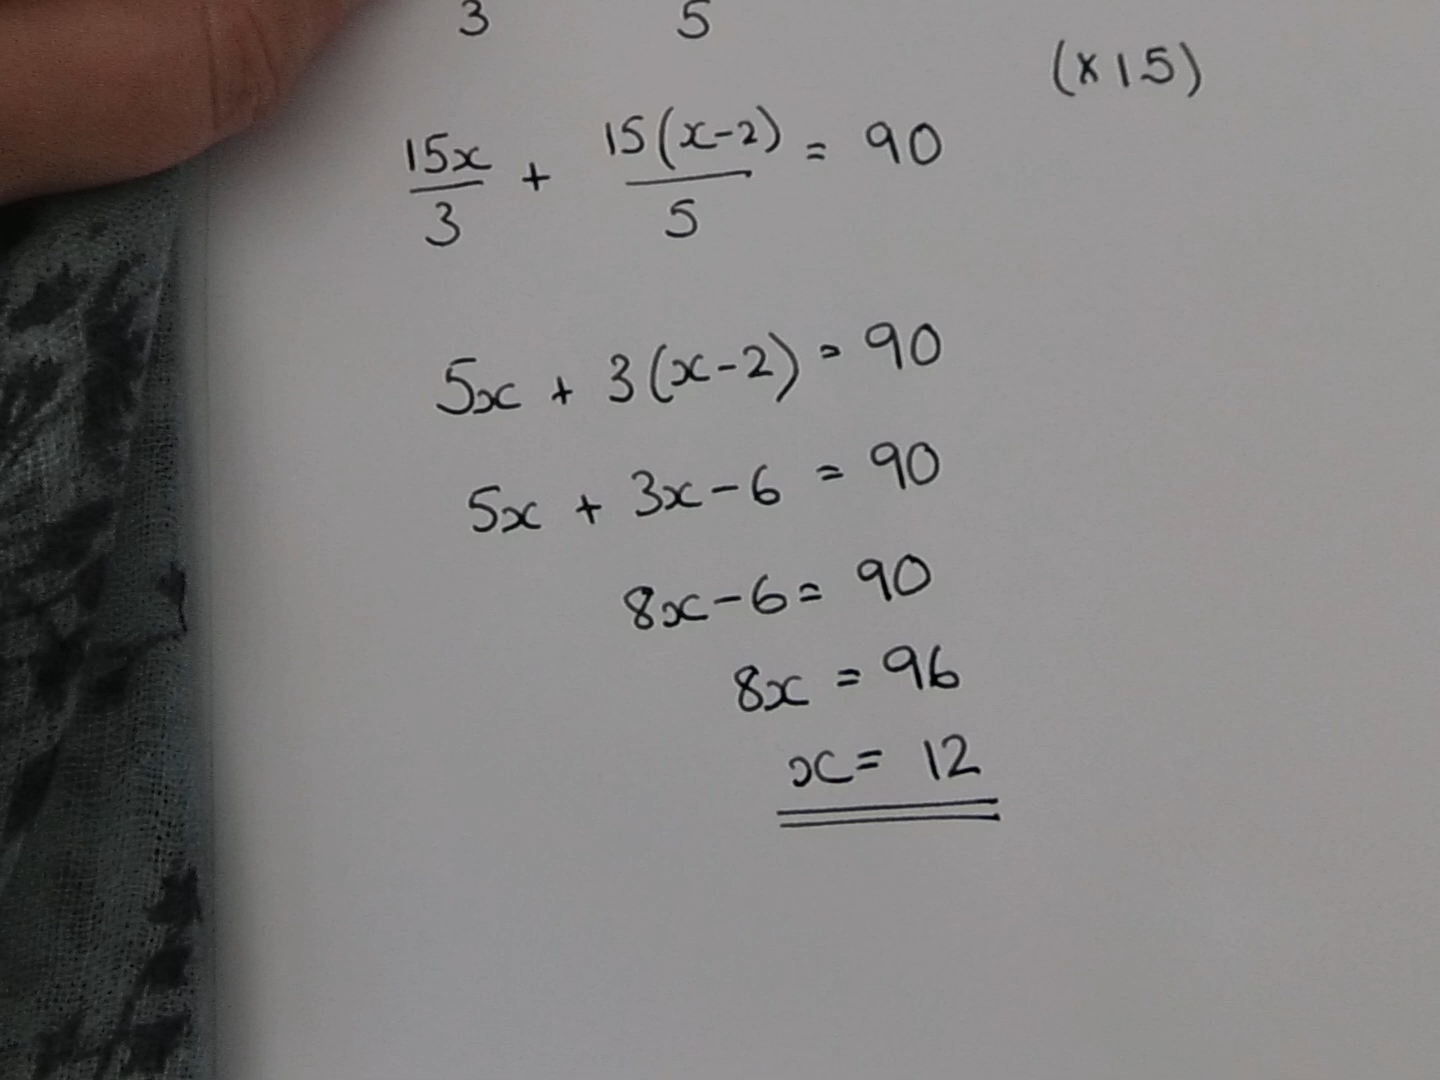 3 5
(×15)
15x/3 + 15(x-2)/5 = 90
5x + 3(x-2) = 90
5x + 3x-6 = 90
8x-6 = 90
8x = 96
x = 12